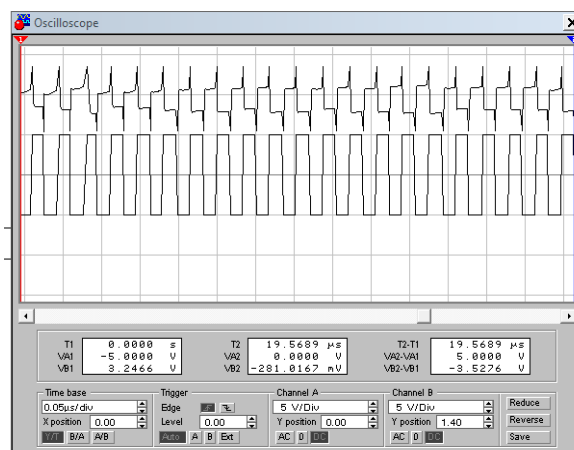 Oscilloscope
1
T1 0.0000 s T2 19.5689 µs T2-T1 19.5689 µs
VA1 -5.0000 V VA2 0.0000 V VA2-VA1 5.0000 V
VB1 3.2466 V VB2 -281.0167 mV VB2-VB1 -3.5276 V
Time base Trigger Channel A Channel B Reduce
0.05µs/div Edge 5 V/Div 5 V/Div
X position 0.00 Level 0.00 Y position 0.00 Y position 1.40 Reverse
Y/T B/A A/B Auto A B Ext AC 0 DC AC 0 DC Save